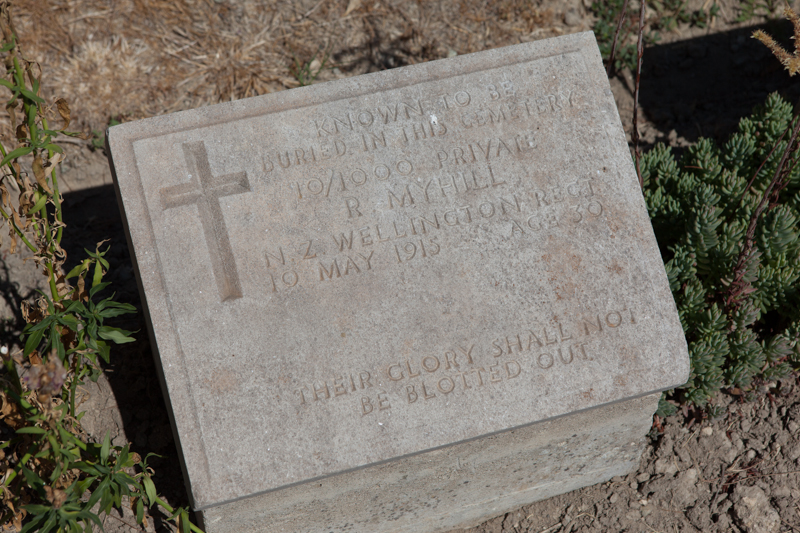 KNOWN TO BE
BURIED IN THIS CEMETERY
10/1000 PRIVATE
R. MYHILL
N.Z. WELLINGTON REGT.
19 MAY 1915 AGE 30
THEIR GLORY SHALL NOT
BE BLOTTED OUT